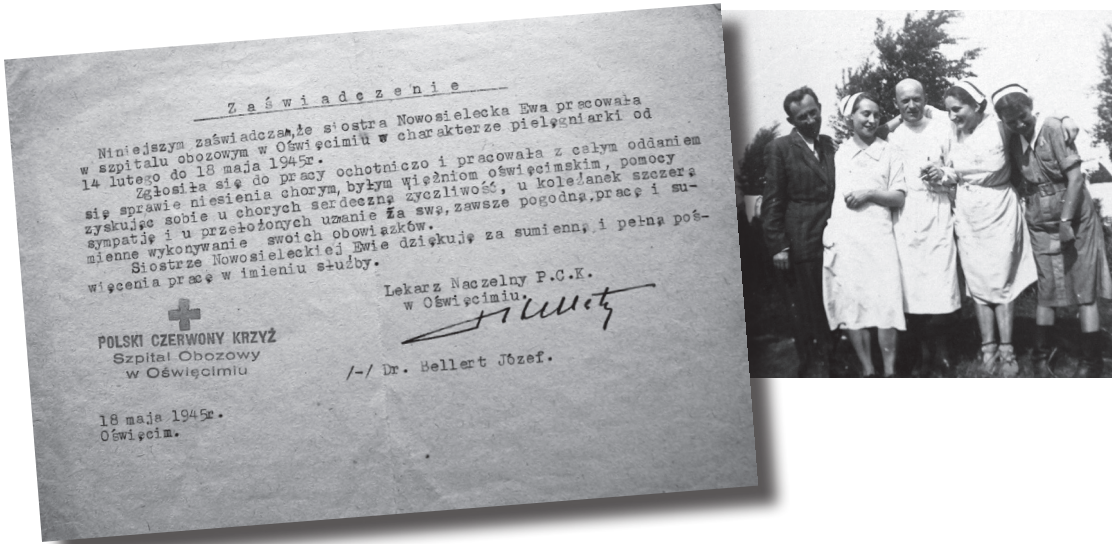 Zaświadczenie
Niniejszym zaświadczam,że siostra Nowosielecka Ewa pracowała
w szpitalu obozowym w Oświęcimiu w charakterze pielęgniarki od
14 lutego do 18 maja 1945r.
Zgłosiła się do pracy ochotniczo i pracowała z całym oddaniem
się sprawie niesienia chorym,byłym więźniom oświęcimskim, pomocy
zyskując sobie u chorych serdeczną życzliwość, u koleżanek szczerą
sympatję i u przełożonych uznanie za swą,zawsze pogodną,pracę i su-
mienne wykonywanie swoich obowiązków.
Siostrze Nowosieleckiej Ewie dziękuję za sumienną,i pełną poś-
więcenia pracę w imieniu służby.
Lekarz Naczelny P.C.K.
w Oświęcimiu.
POLSKI CZERWONY KRZYŻ
Szpital Obozowy
w Oświęcimiu
/-/ Dr. Bellert Józef.
18 maja 1945r.
Oświęcim.